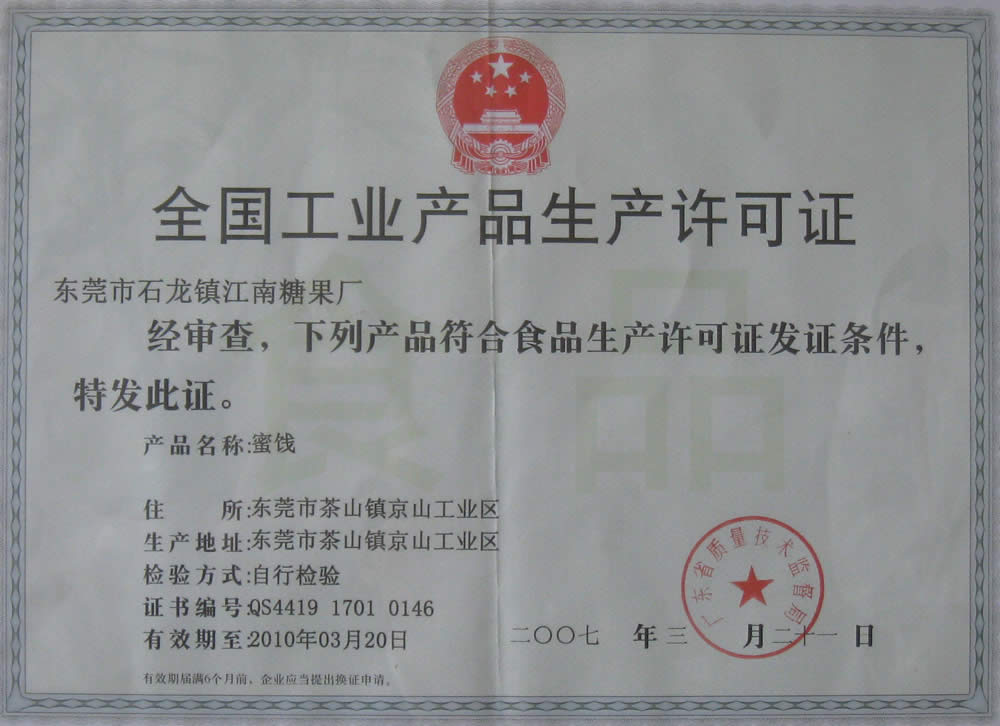 全国工业产品生产许可证
东莞市石龙镇江南糖果厂
经审查，下列产品符合食品生产许可证发证条件，
特发此证。
食品
产品名称:蜜饯
住 所:东莞市茶山镇京山工业区
生产地址:东莞市茶山镇京山工业区
检验方式:自行检验
证书编号:QS4419 1701 0146
有效期至:2010年03月20日
广东省质量技术监督局
二〇〇七 年 三 月 二十一 日
有效期届满6个月前，企业应当提出换证申请。